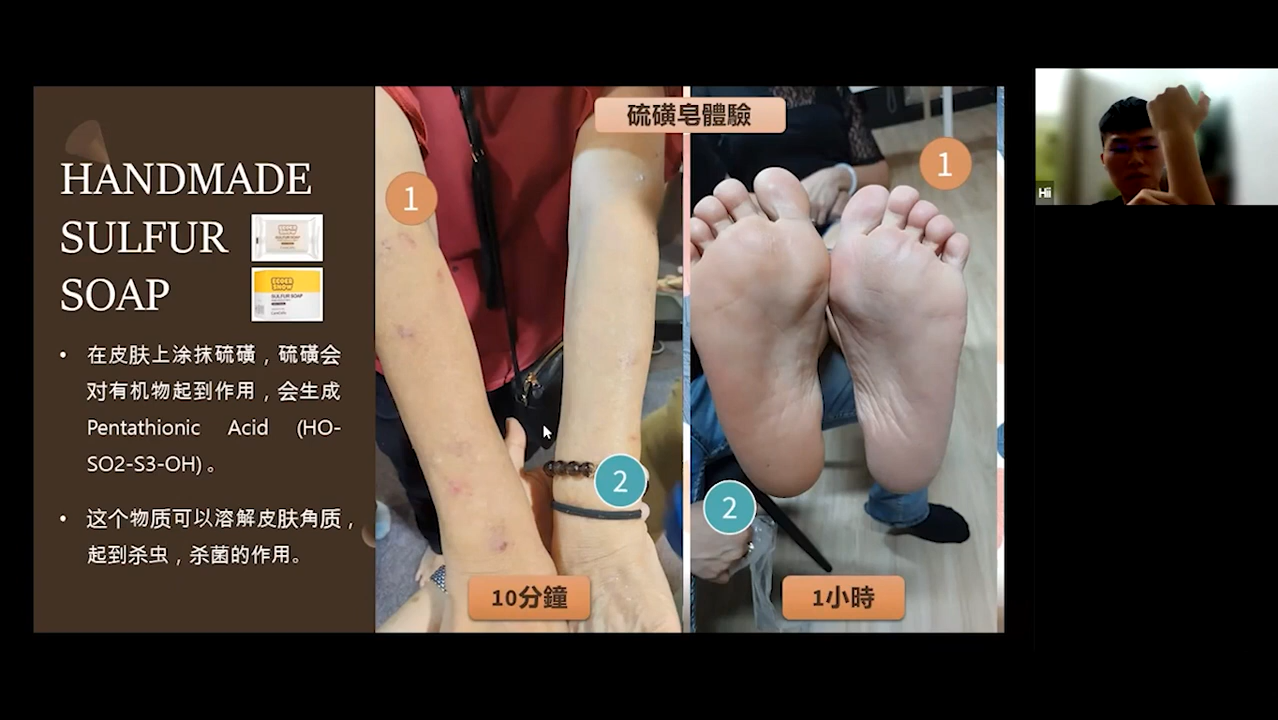 硫磺皂體驗
HANDMADE
SULFUR
SOAP
SULFUR SOAP
• 在皮肤上涂抹硫磺，硫磺会
对有机物起到作用，会生成
Pentathionic Acid (HO-
SO2-S3-OH) 。
• 这个物质可以溶解皮肤角质，
起到杀虫，杀菌的作用。
1
2
10分鐘
1
2
1小時
Hii